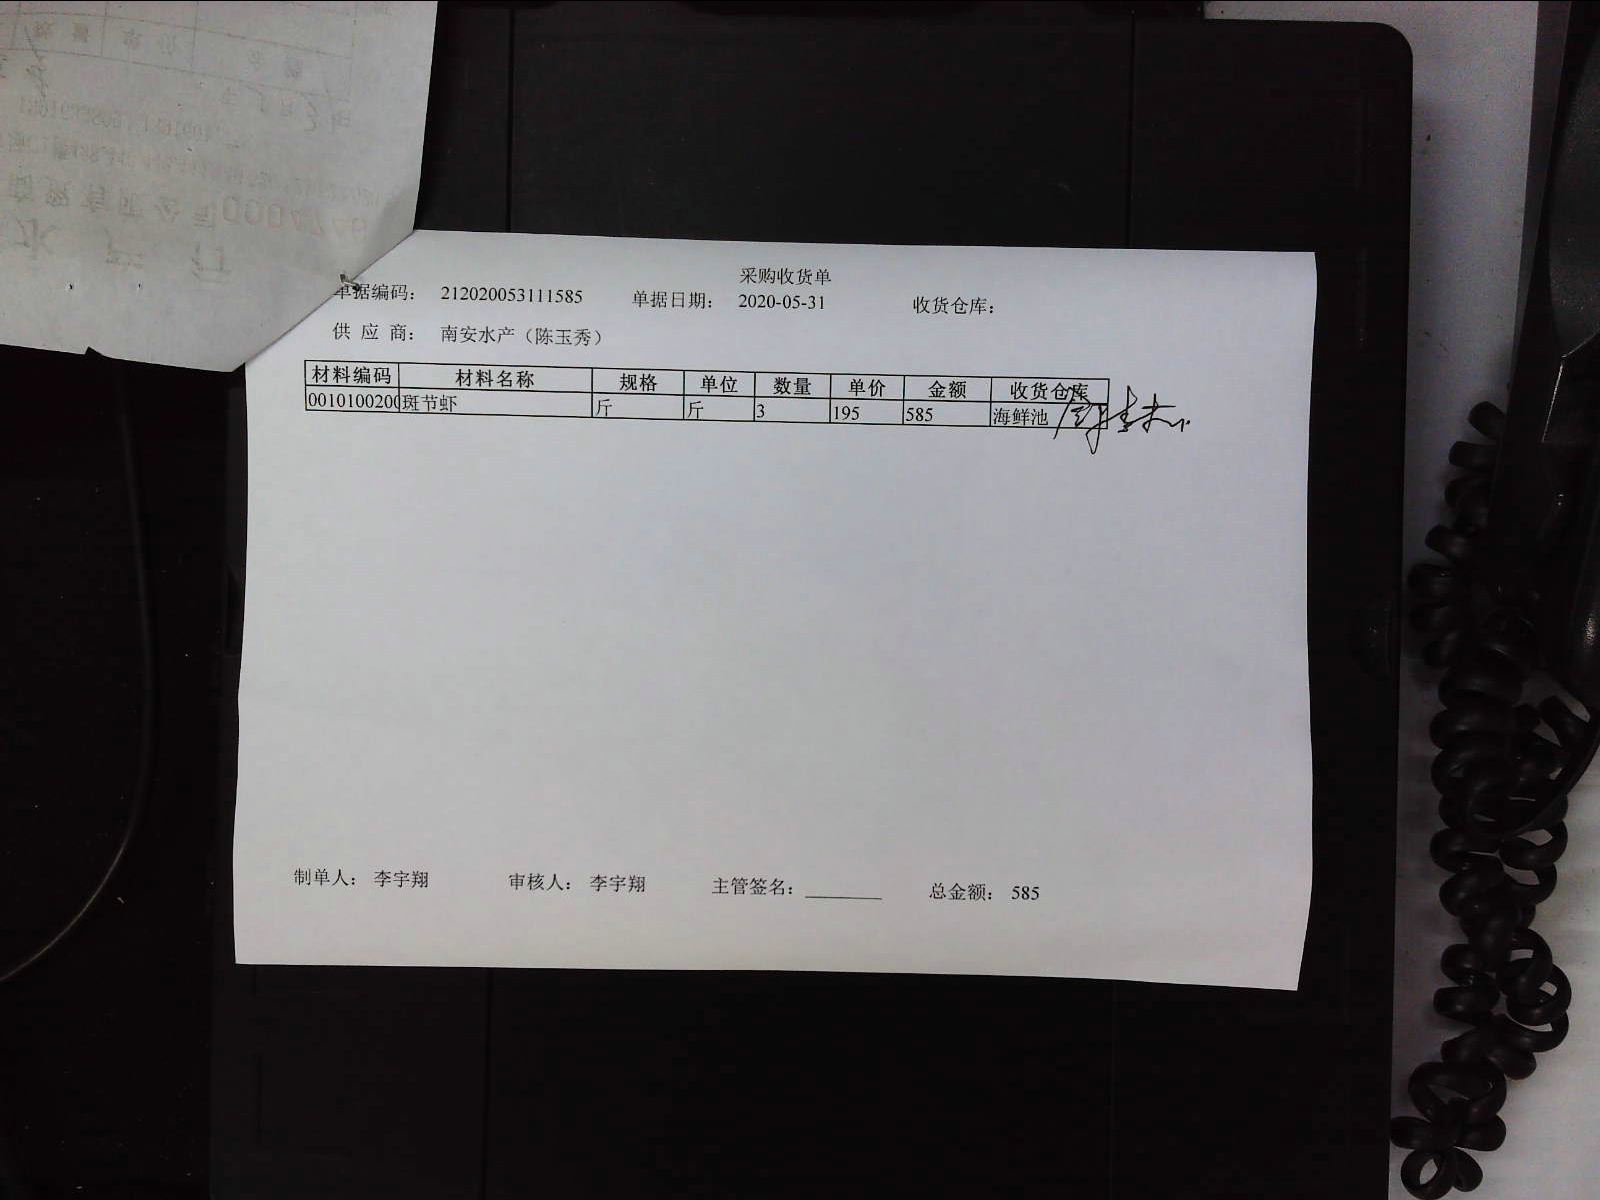 采购收货单
单据编码： 212020053111585 单据日期： 2020-05-31 收货仓库：
供 应 商： 南安水产（陈玉秀）
材料编码 材料名称 规格 单位 数量 单价 金额 收货仓库
0010100200 斑节虾 斤 斤 3 195 585 海鲜池
制单人： 李宇翔 审核人： 李宇翔 主管签名： 总金额： 585
0004746